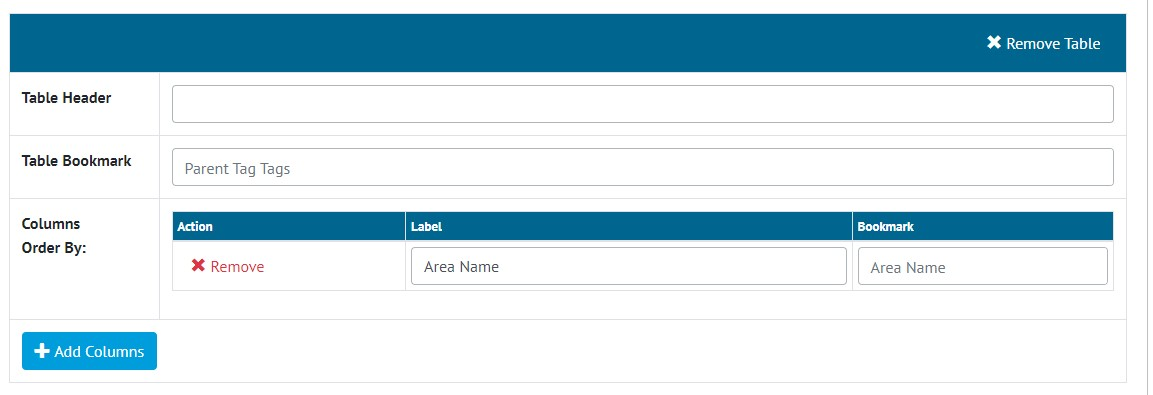 ✖ Remove Table
Table Header
Table Bookmark
Parent Tag Tags
Columns
Order By:
Action
Label
Bookmark
✖ Remove
Area Name
Area Name
✚ Add Columns